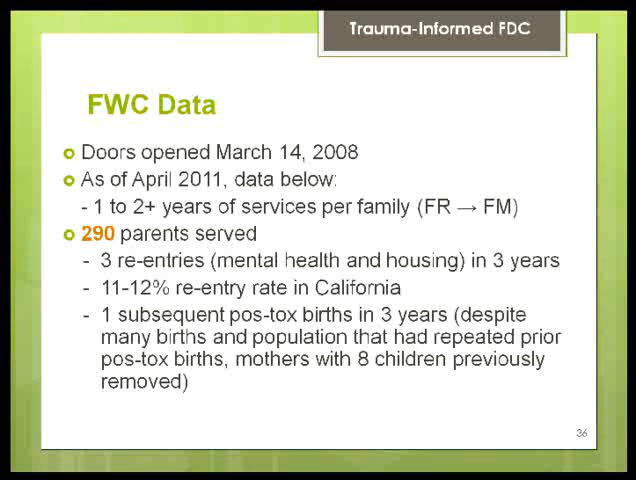 Trauma-Informed FDC
FWC Data
Doors opened March 14, 2008
As of April 2011, data below:
- 1 to 2+ years of services per family (FR → FM)
290 parents served
- 3 re-entries (mental health and housing) in 3 years
- 11-12% re-entry rate in California
- 1 subsequent pos-tox births in 3 years (despite
many births and population that had repeated prior
pos-tox births, mothers with 8 children previously
removed)
36